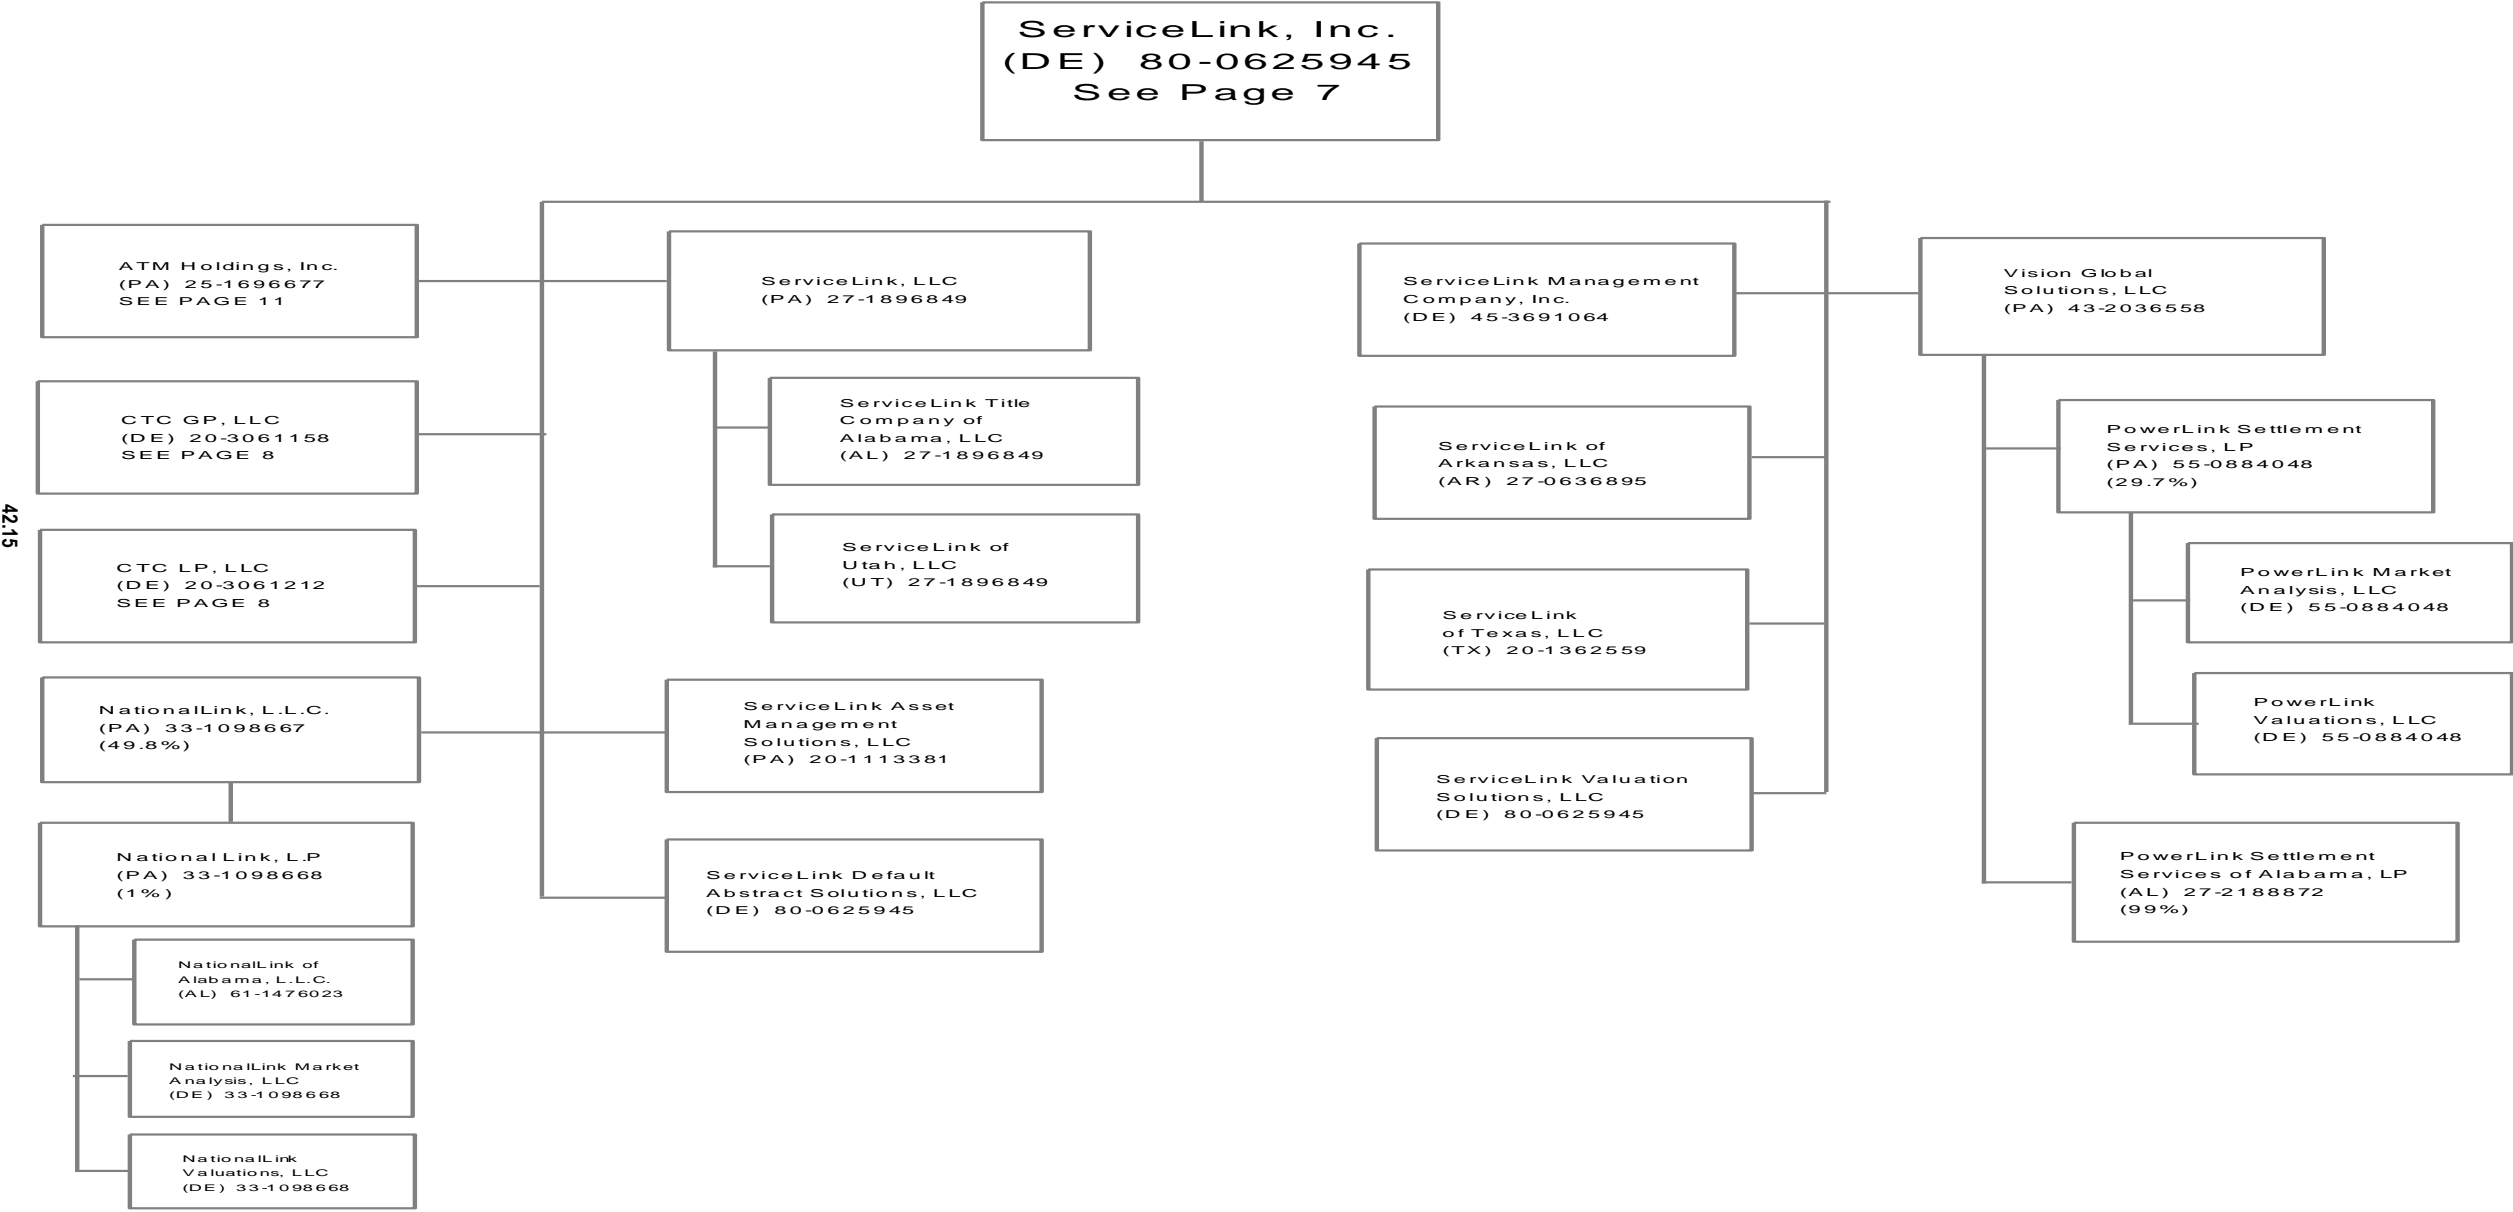 ServiceLink, Inc.
(DE) 80-0625945
See Page 7
ATM Holdings, Inc.
(PA) 25-1696677
SEE PAGE 11
CTC GP, LLC
(DE) 20-3061158
SEE PAGE 8
CTC LP, LLC
(DE) 20-3061212
SEE PAGE 8
NationalLink, L.L.C.
(PA) 33-1098667
(49.8%)
National Link, L.P
(PA) 33-1098668
(1%)
NationalLink of
Alabama, L.L.C.
(AL) 61-1476023
NationalLink Market
Analysis, LLC
(DE) 33-1098668
NationalLink
Valuations, LLC
(DE) 33-1098668
ServiceLink, LLC
(PA) 27-1896849
ServiceLink Title
Company of
Alabama, LLC
(AL) 27-1896849
ServiceLink of
Utah, LLC
(UT) 27-1896849
ServiceLink Asset
Management
Solutions, LLC
(PA) 20-1113381
ServiceLink Default
Abstract Solutions, LLC
(DE) 80-0625945
ServiceLink Management
Company, Inc.
(DE) 45-3691064
ServiceLink of
Arkansas, LLC
(AR) 27-0636895
ServiceLink
of Texas, LLC
(TX) 20-1362559
ServiceLink Valuation
Solutions, LLC
(DE) 80-0625945
Vision Global
Solutions, LLC
(PA) 43-2036558
PowerLink Settlement
Services, LP
(PA) 55-0884048
(29.7%)
PowerLink Market
Analysis, LLC
(DE) 55-0884048
PowerLink
Valuations, LLC
(DE) 55-0884048
PowerLink Settlement
Services of Alabama, LP
(AL) 27-2188872
(99%)
42.15